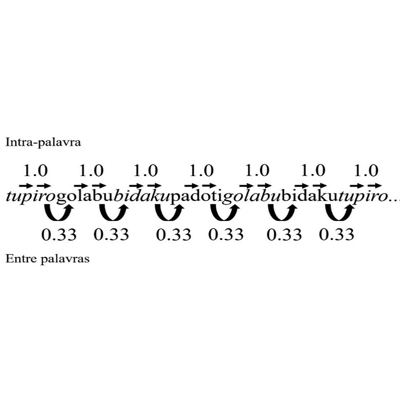 Intra-palavra
1.0 1.0 1.0 1.0 1.0 1.0 1.0
tupirogolabubidakupadotigolabubidakutupiro...
0.33 0.33 0.33 0.33 0.33 0.33
Entre palavras